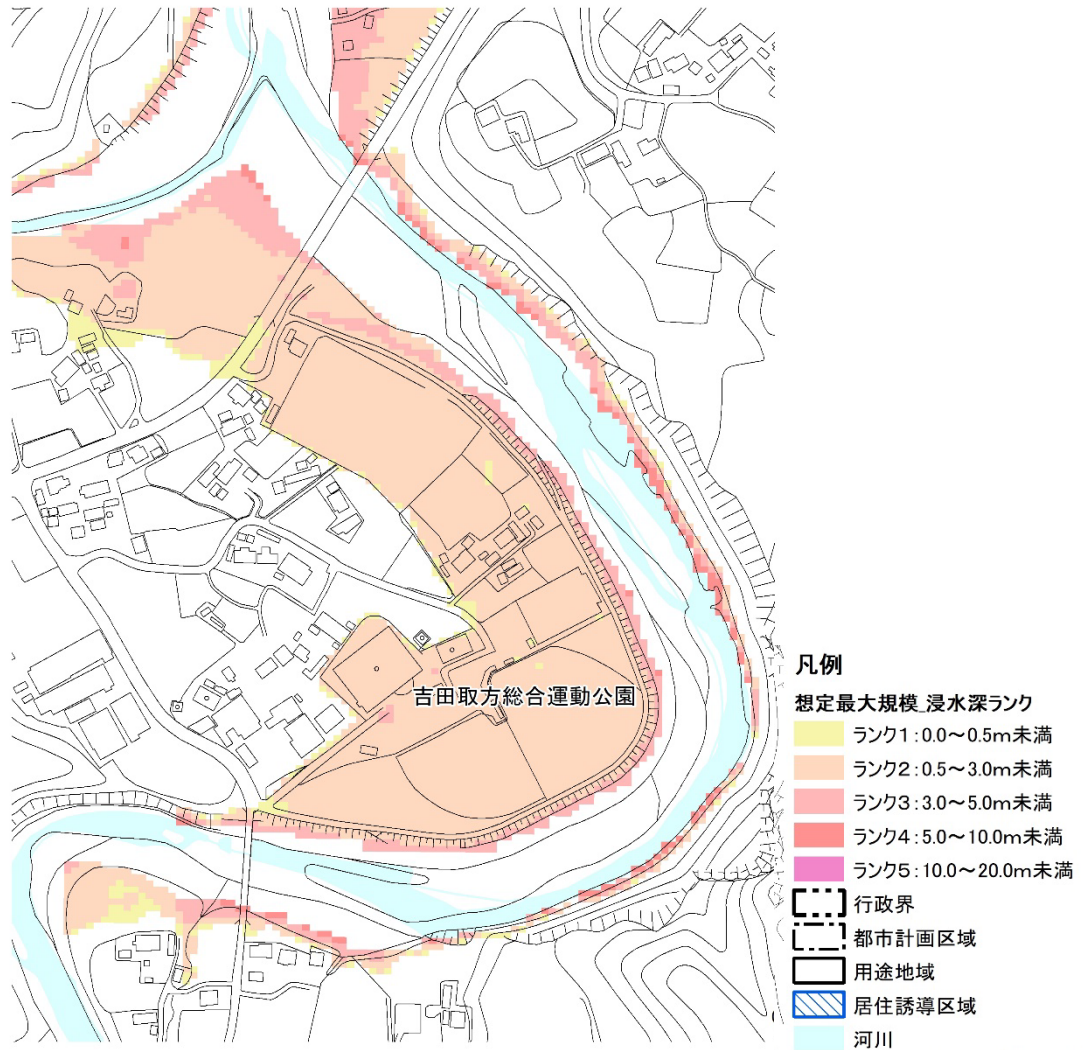 吉田取方総合運動公園
凡例
想定最大規模_浸水深ランク
ランク1:0.0～0.5m未満
ランク2:0.5～3.0m未満
ランク3:3.0～5.0m未満
ランク4:5.0～10.0m未満
ランク5:10.0～20.0m未満
行政界
都市計画区域
用途地域
居住誘導区域
河川